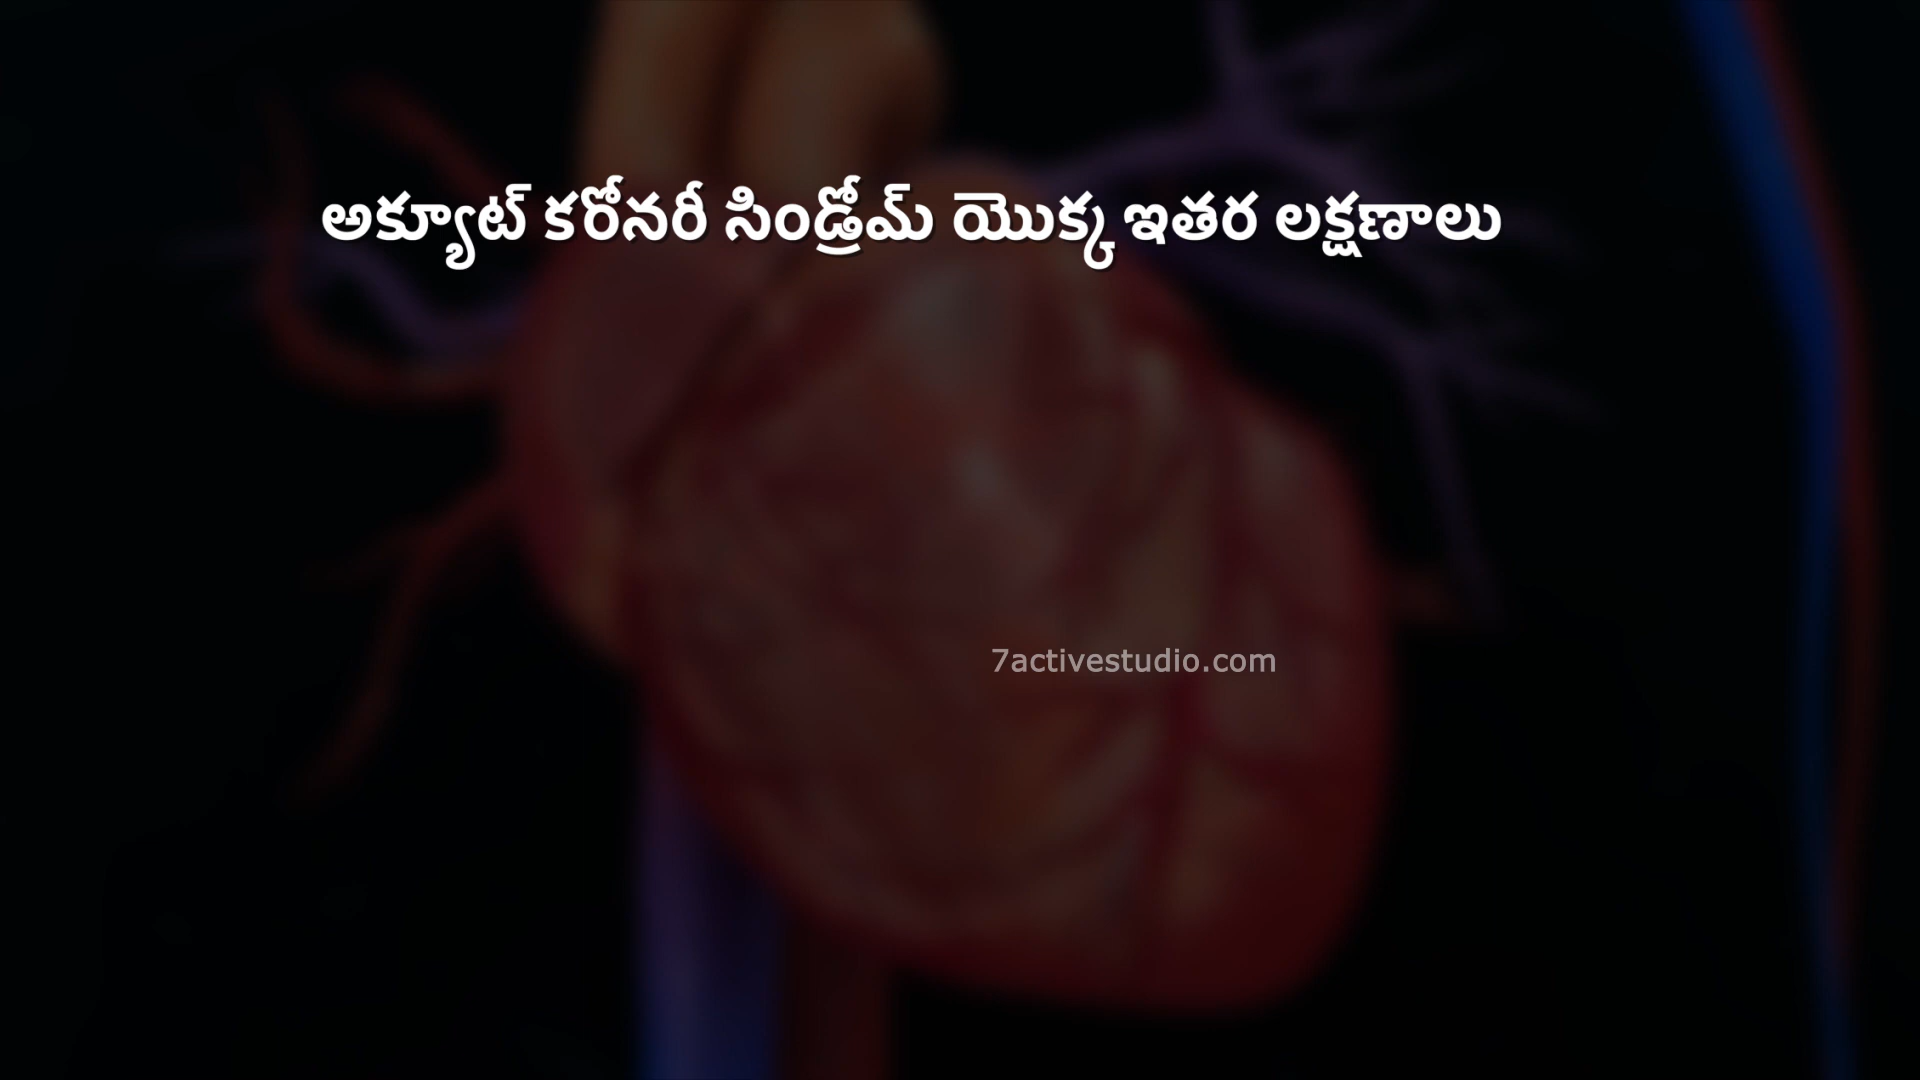 అక్యూట్ కరోనరీ సిండ్రోమ్ యొక్క ఇతర లక్షణాలు
7activestudio.com